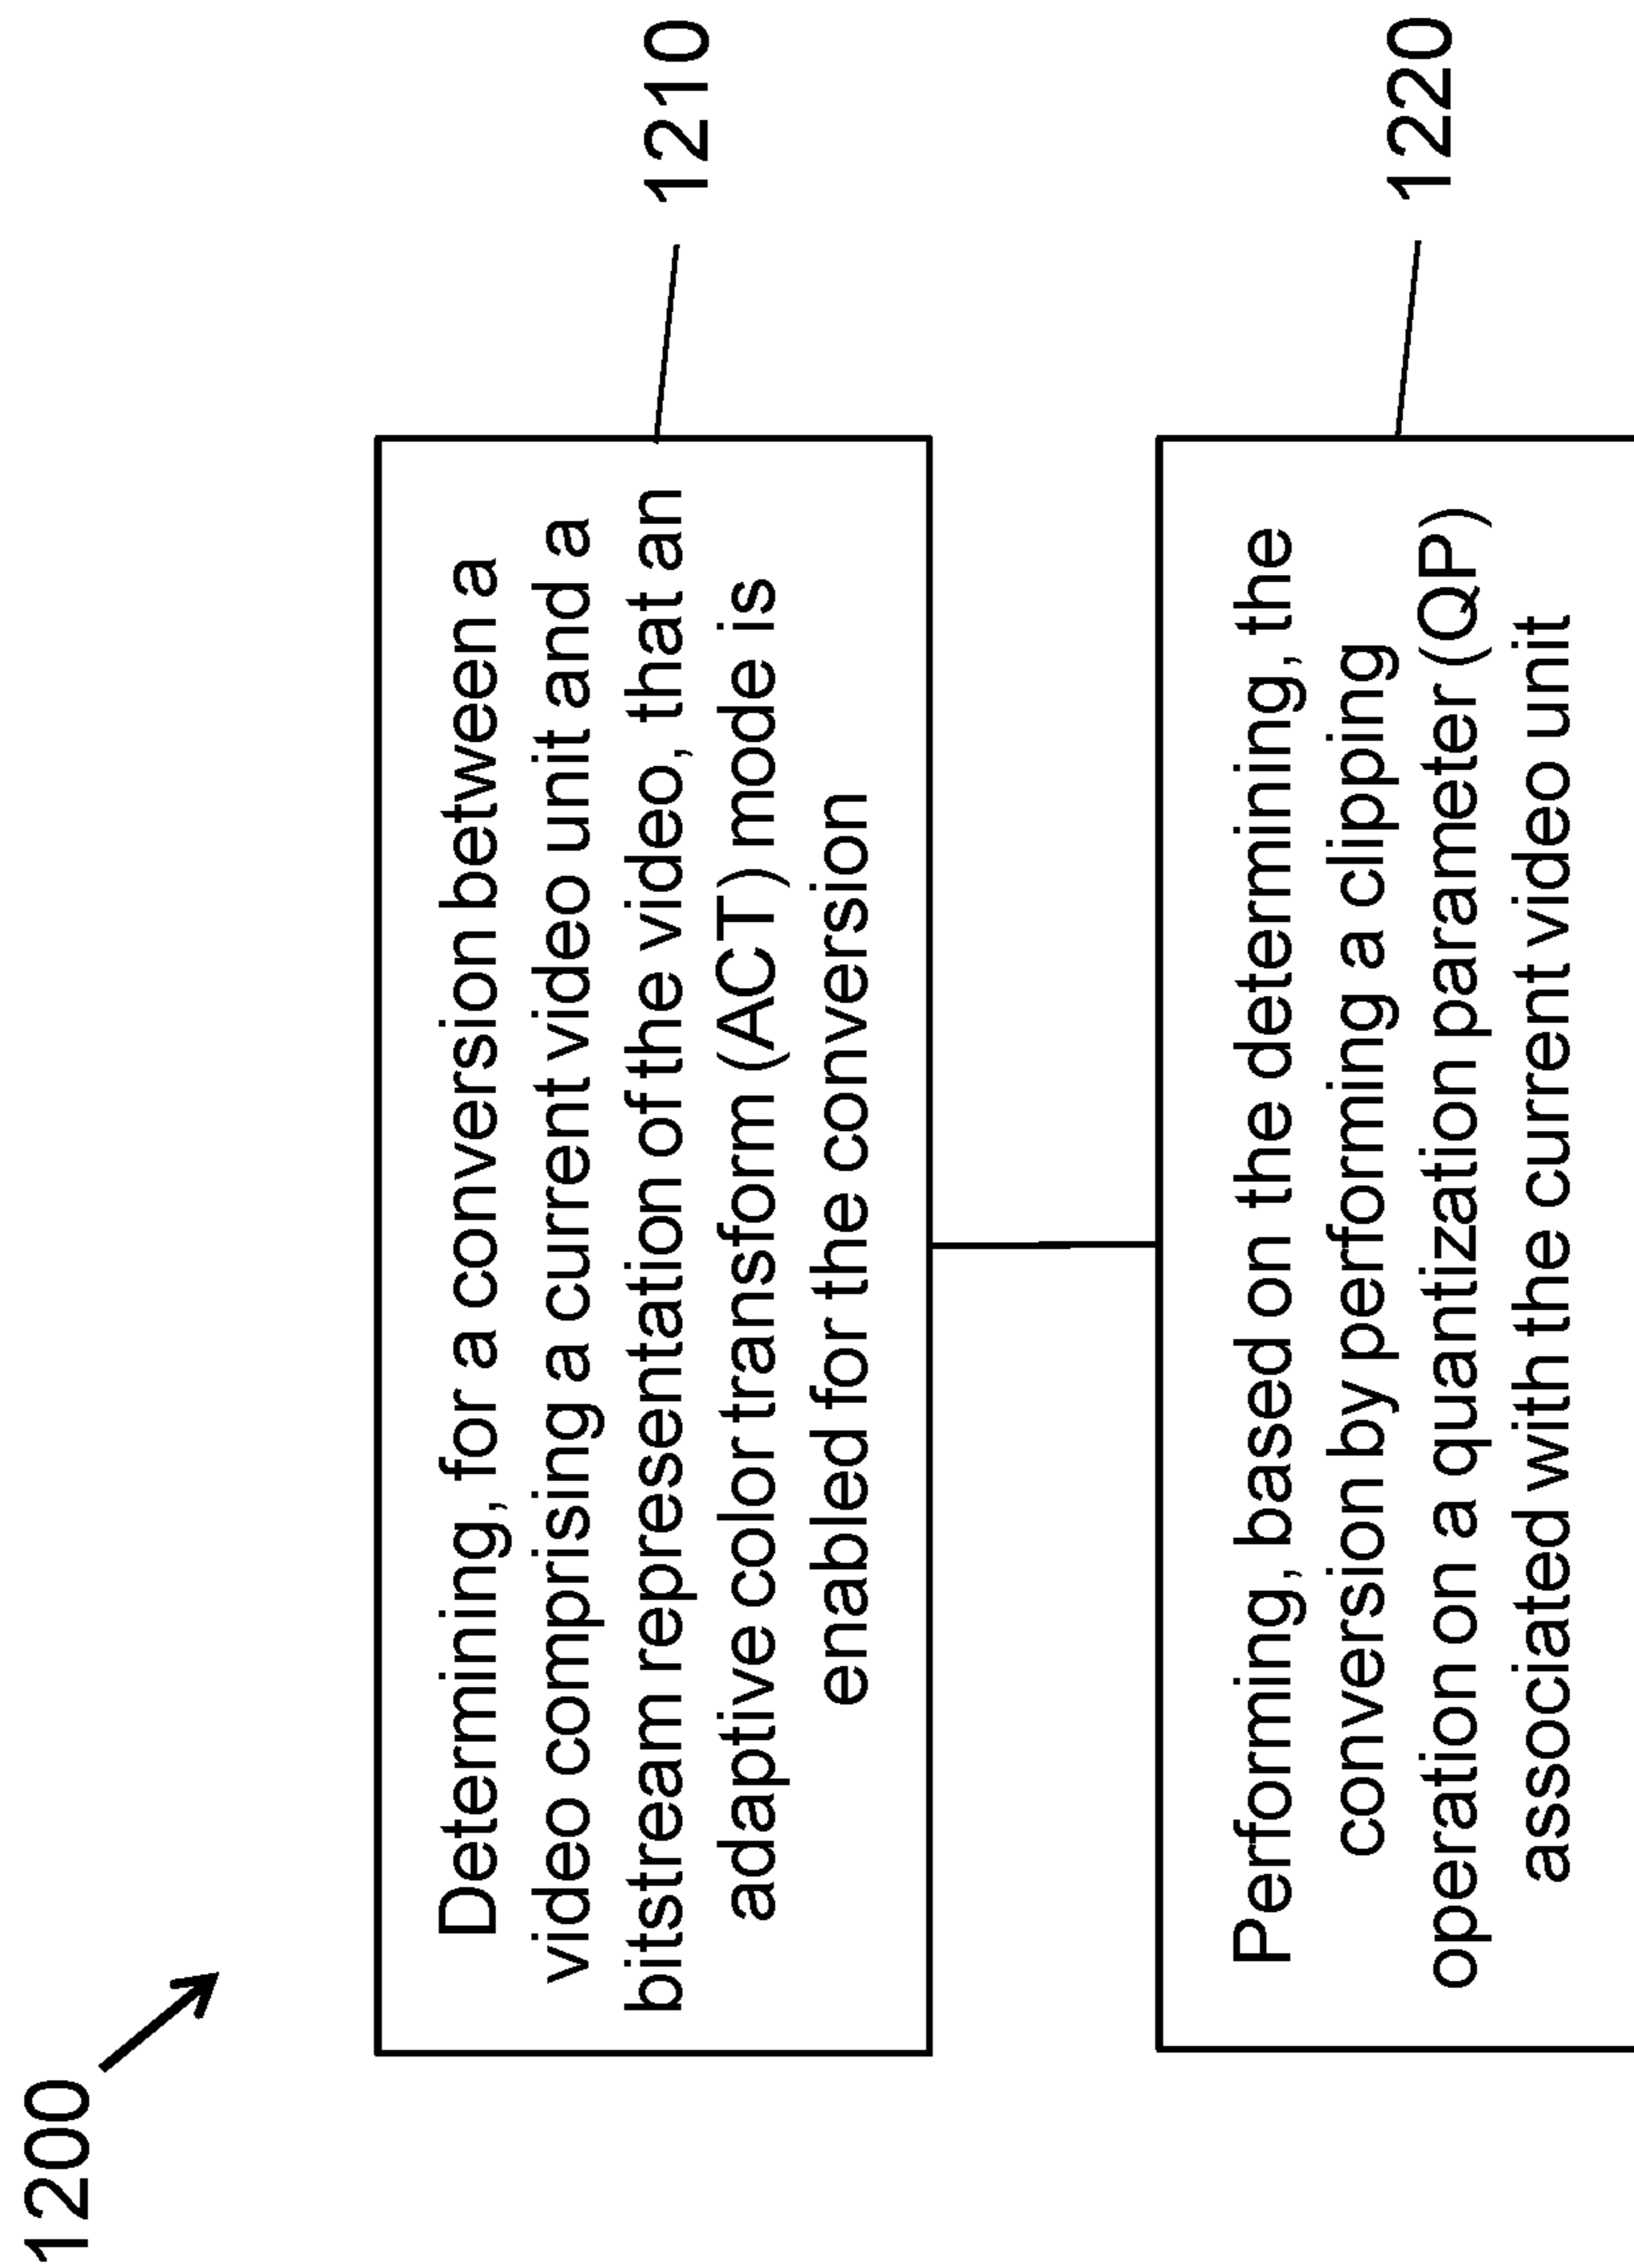 1200
Determining, for a conversion between a
video comprising a current video unit and a
bitstream representation of the video, that an
adaptive color transform (ACT) mode is
enabled for the conversion
1210
Performing, based on the determining, the
conversion by performing a clipping
operation on a quantization parameter (QP)
associated with the current video unit
1220